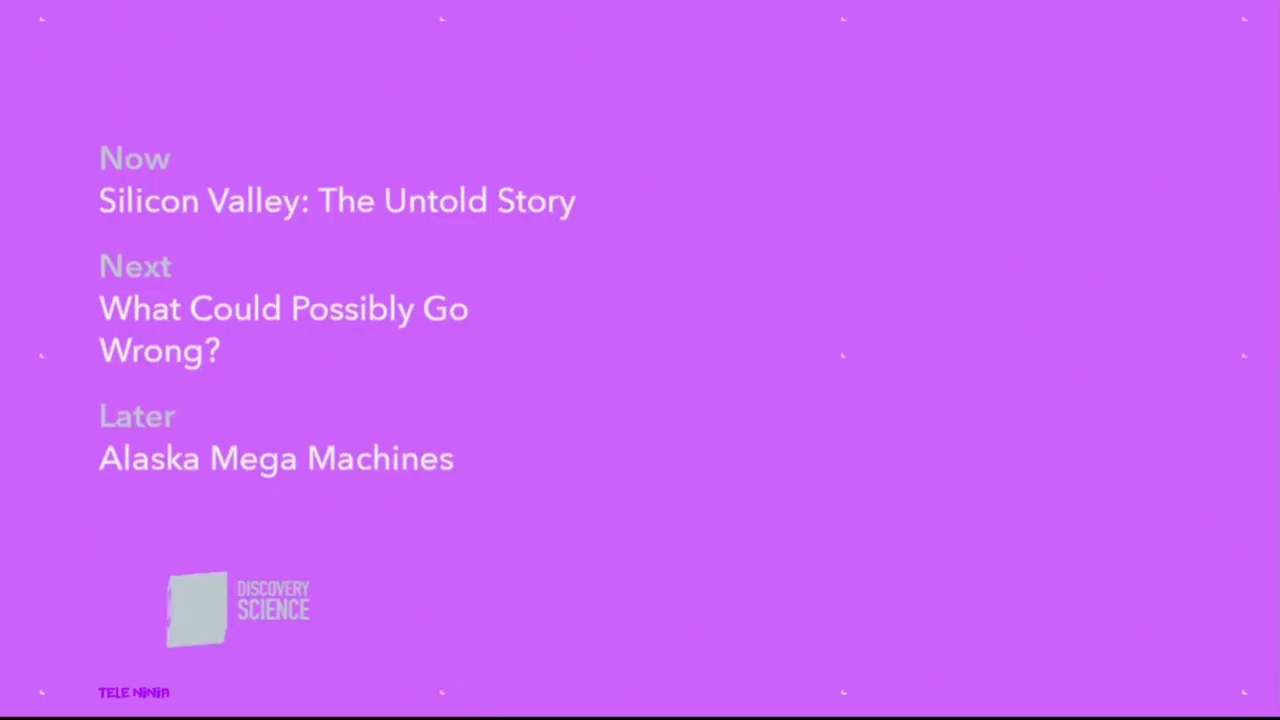 Now
Silicon Valley: The Untold Story
Next
What Could Possibly Go
Wrong?
Later
Alaska Mega Machines
DISCOVERY
SCIENCE
TELE NiNJA